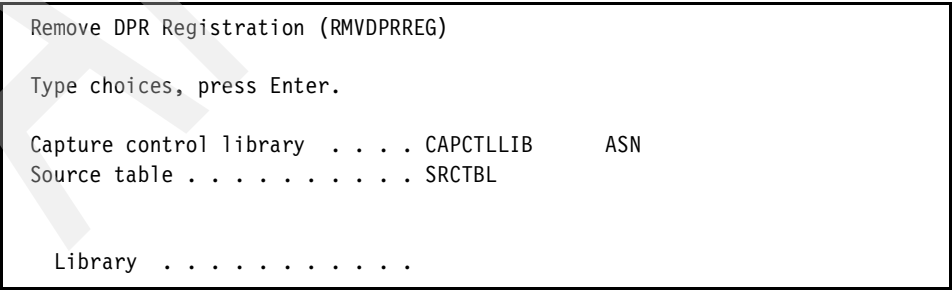 Remove DPR Registration (RMVDPRREG)
Type choices, press Enter.
Capture control library . . . . CAPCTLLIB ASN
Source table . . . . . . . . . . SRCTBL
Library . . . . . . . . . . .